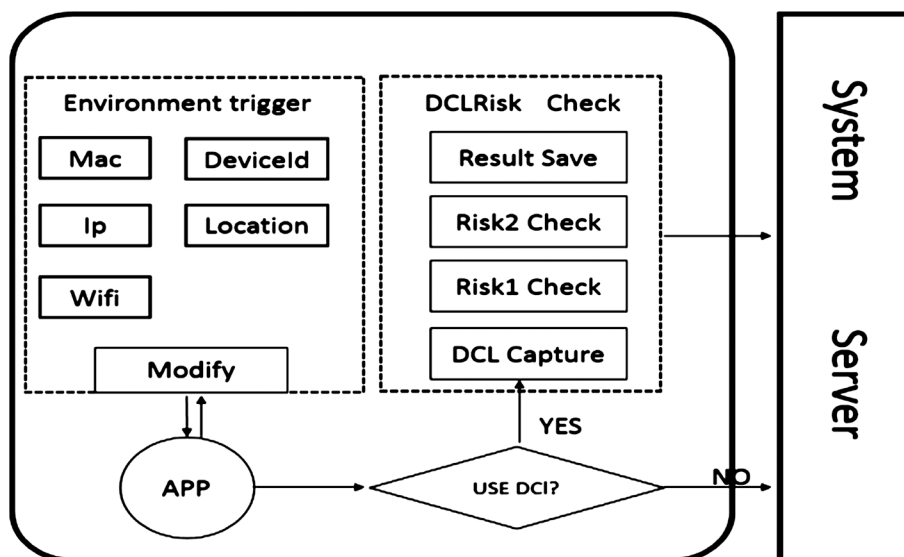 Environment trigger
Mac
DeviceId
Ip
Location
Wifi
Modify
DCLRisk Check
Result Save
Risk2 Check
Risk1 Check
DCL Capture
YES
APP
USE DCI?
NO
System Server